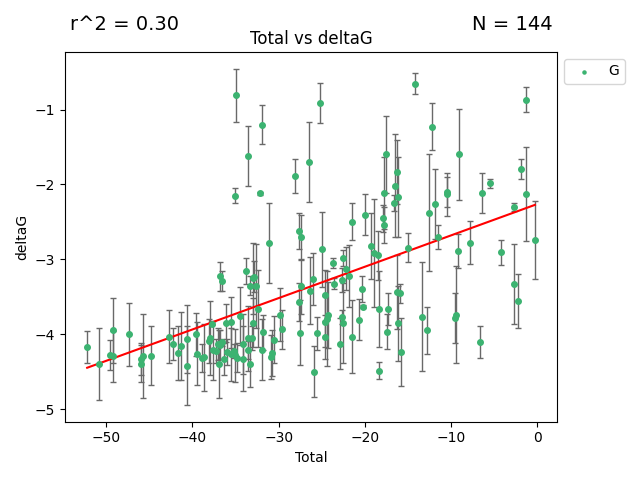 r^2 = 0.30
N = 144
Total vs deltaG
G
−1
−2
−3
−4
−5
deltaG
−50
−40
−30
−20
−10
0
Total